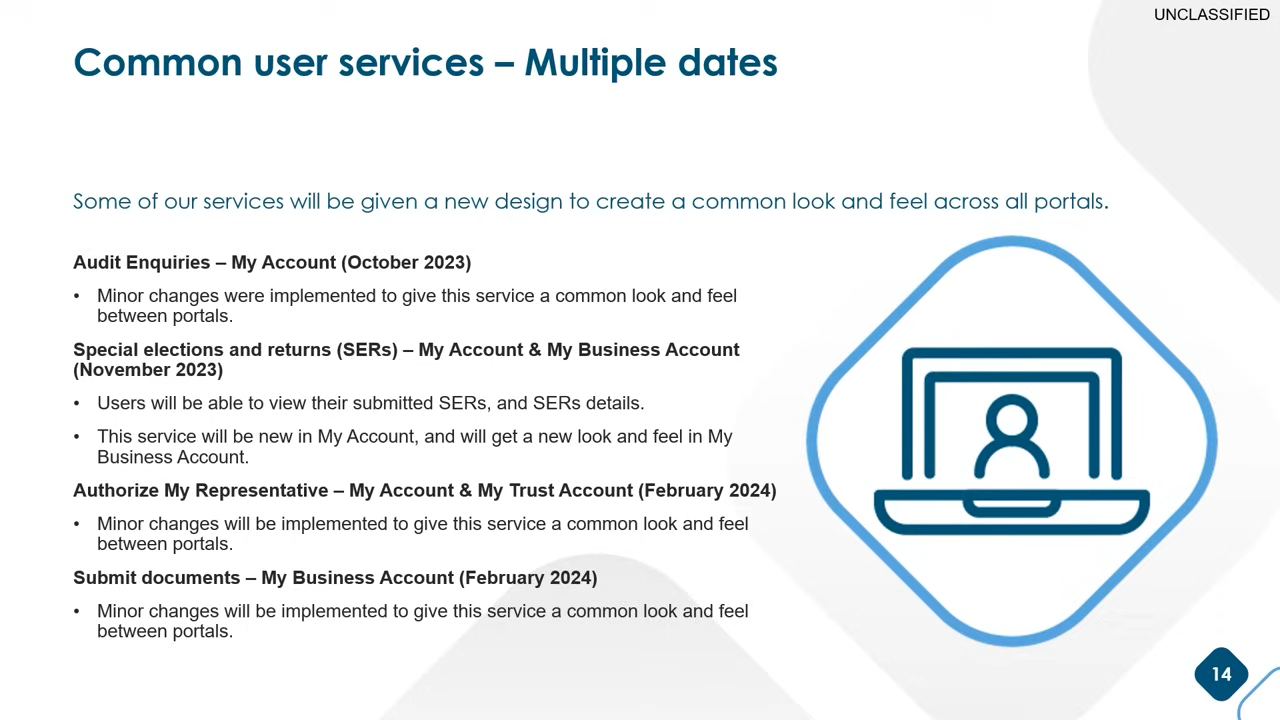 UNCLASSIFIED
Common user services – Multiple dates
Some of our services will be given a new design to create a common look and feel across all portals.
Audit Enquiries – My Account (October 2023)
• Minor changes were implemented to give this service a common look and feel
between portals.
Special elections and returns (SERs) – My Account & My Business Account
(November 2023)
• Users will be able to view their submitted SERs, and SERs details.
• This service will be new in My Account, and will get a new look and feel in My
Business Account.
Authorize My Representative – My Account & My Trust Account (February 2024)
• Minor changes will be implemented to give this service a common look and feel
between portals.
Submit documents – My Business Account (February 2024)
• Minor changes will be implemented to give this service a common look and feel
between portals.
14